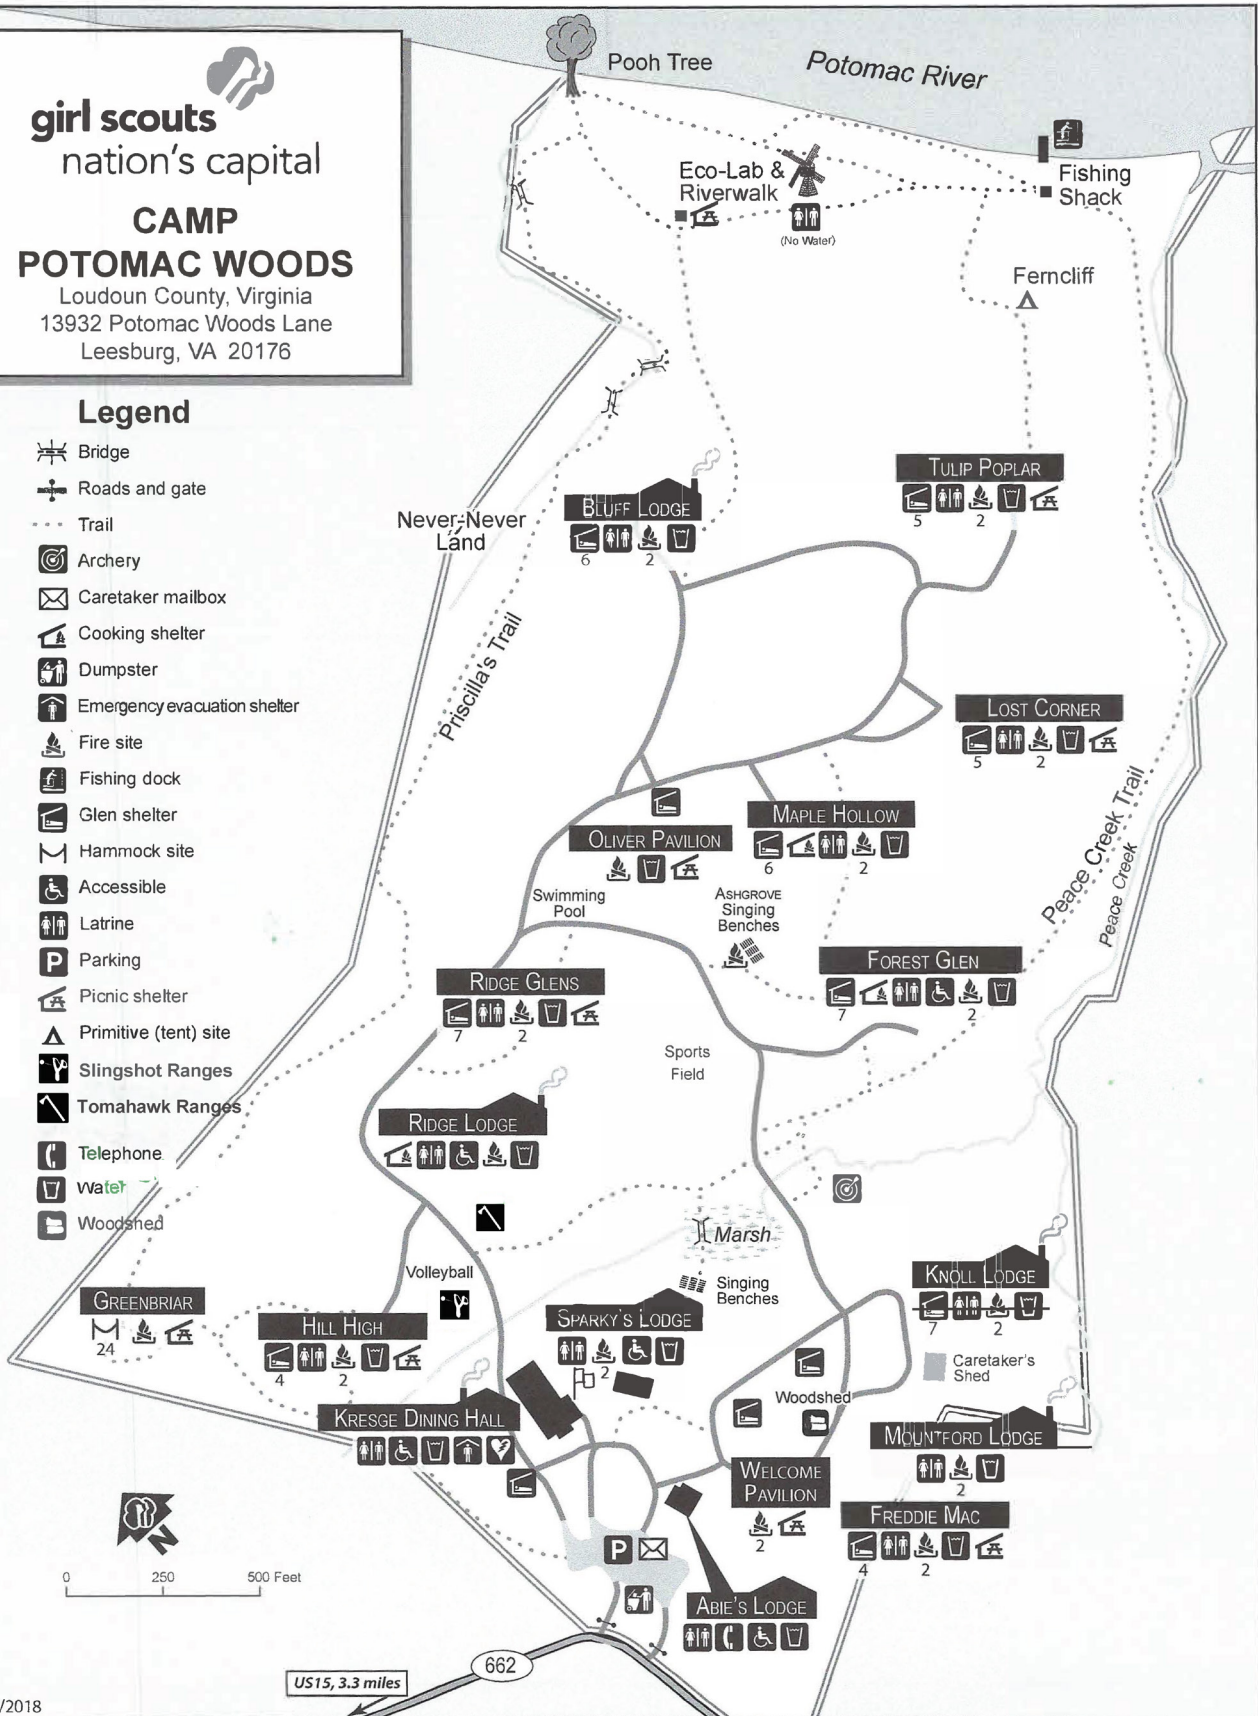 girl scouts
nation's capital
CAMP
POTOMAC WOODS
Loudoun County, Virginia
13932 Potomac Woods Lane
Leesburg, VA 20176
Pooh Tree
Potomac River
Eco-Lab &
Riverwalk
(No Water)
Fishing
Shack
Ferncliff
Legend
Bridge
Roads and gate
Trail
Archery
Caretaker mailbox
Cooking shelter
Dumpster
Emergency evacuation shelter
Fire site
Fishing dock
Glen shelter
Hammock site
Accessible
Latrine
P Parking
Picnic shelter
Primitive (tent) site
Slingshot Ranges
Tomahawk Ranges
Telephone
Water
Woodshed
Never-Never
Land
Priscilla's Trail
BLUFF LODGE
6 2
TULIP POPLAR
5 2
LOST CORNER
5 2
OLIVER PAVILION
MAPLE HOLLOW
6 2
Peace Creek Trail
Peace Creek
Swimming
Pool
ASHGROVE
Singing
Benches
FOREST GLEN
7 2
RIDGE GLENS
7 2
Sports
Field
RIDGE LODGE
Marsh
Volleyball
Singing
Benches
KNOLL LODGE
7 2
GREENBRIAR
24
HILL HIGH
4 2
SPARKY'S LODGE
2
Caretaker's
Shed
Woodshed
KRESGE DINING HALL
MOUNTFORD LODGE
2
WELCOME
PAVILION
2
FREDDIE MAC
4 2
P
ABIE'S LODGE
N
0 250 500 Feet
662
US15, 3.3 miles
/2018